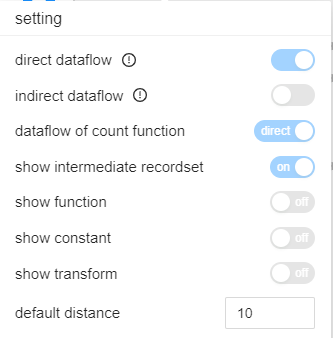 setting
direct dataflow
indirect dataflow
dataflow of count function direct
show intermediate recordset on
show function off
show constant off
show transform off
default distance 10